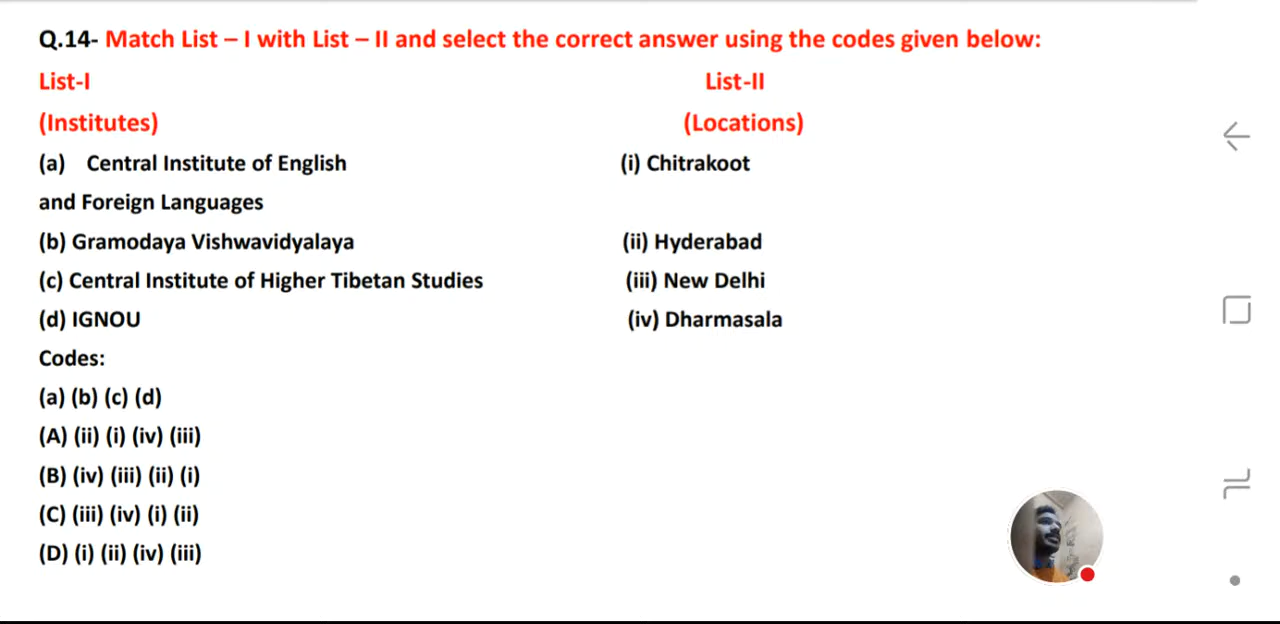 Q.14- Match List – I with List – II and select the correct answer using the codes given below:
List-I List-II
(Institutes) (Locations)
(a) Central Institute of English (i) Chitrakoot
and Foreign Languages
(b) Gramodaya Vishwavidyalaya (ii) Hyderabad
(c) Central Institute of Higher Tibetan Studies (iii) New Delhi
(d) IGNOU (iv) Dharmasala
Codes:
(a) (b) (c) (d)
(A) (ii) (i) (iv) (iii)
(B) (iv) (iii) (ii) (i)
(C) (iii) (iv) (i) (ii)
(D) (i) (ii) (iv) (iii)